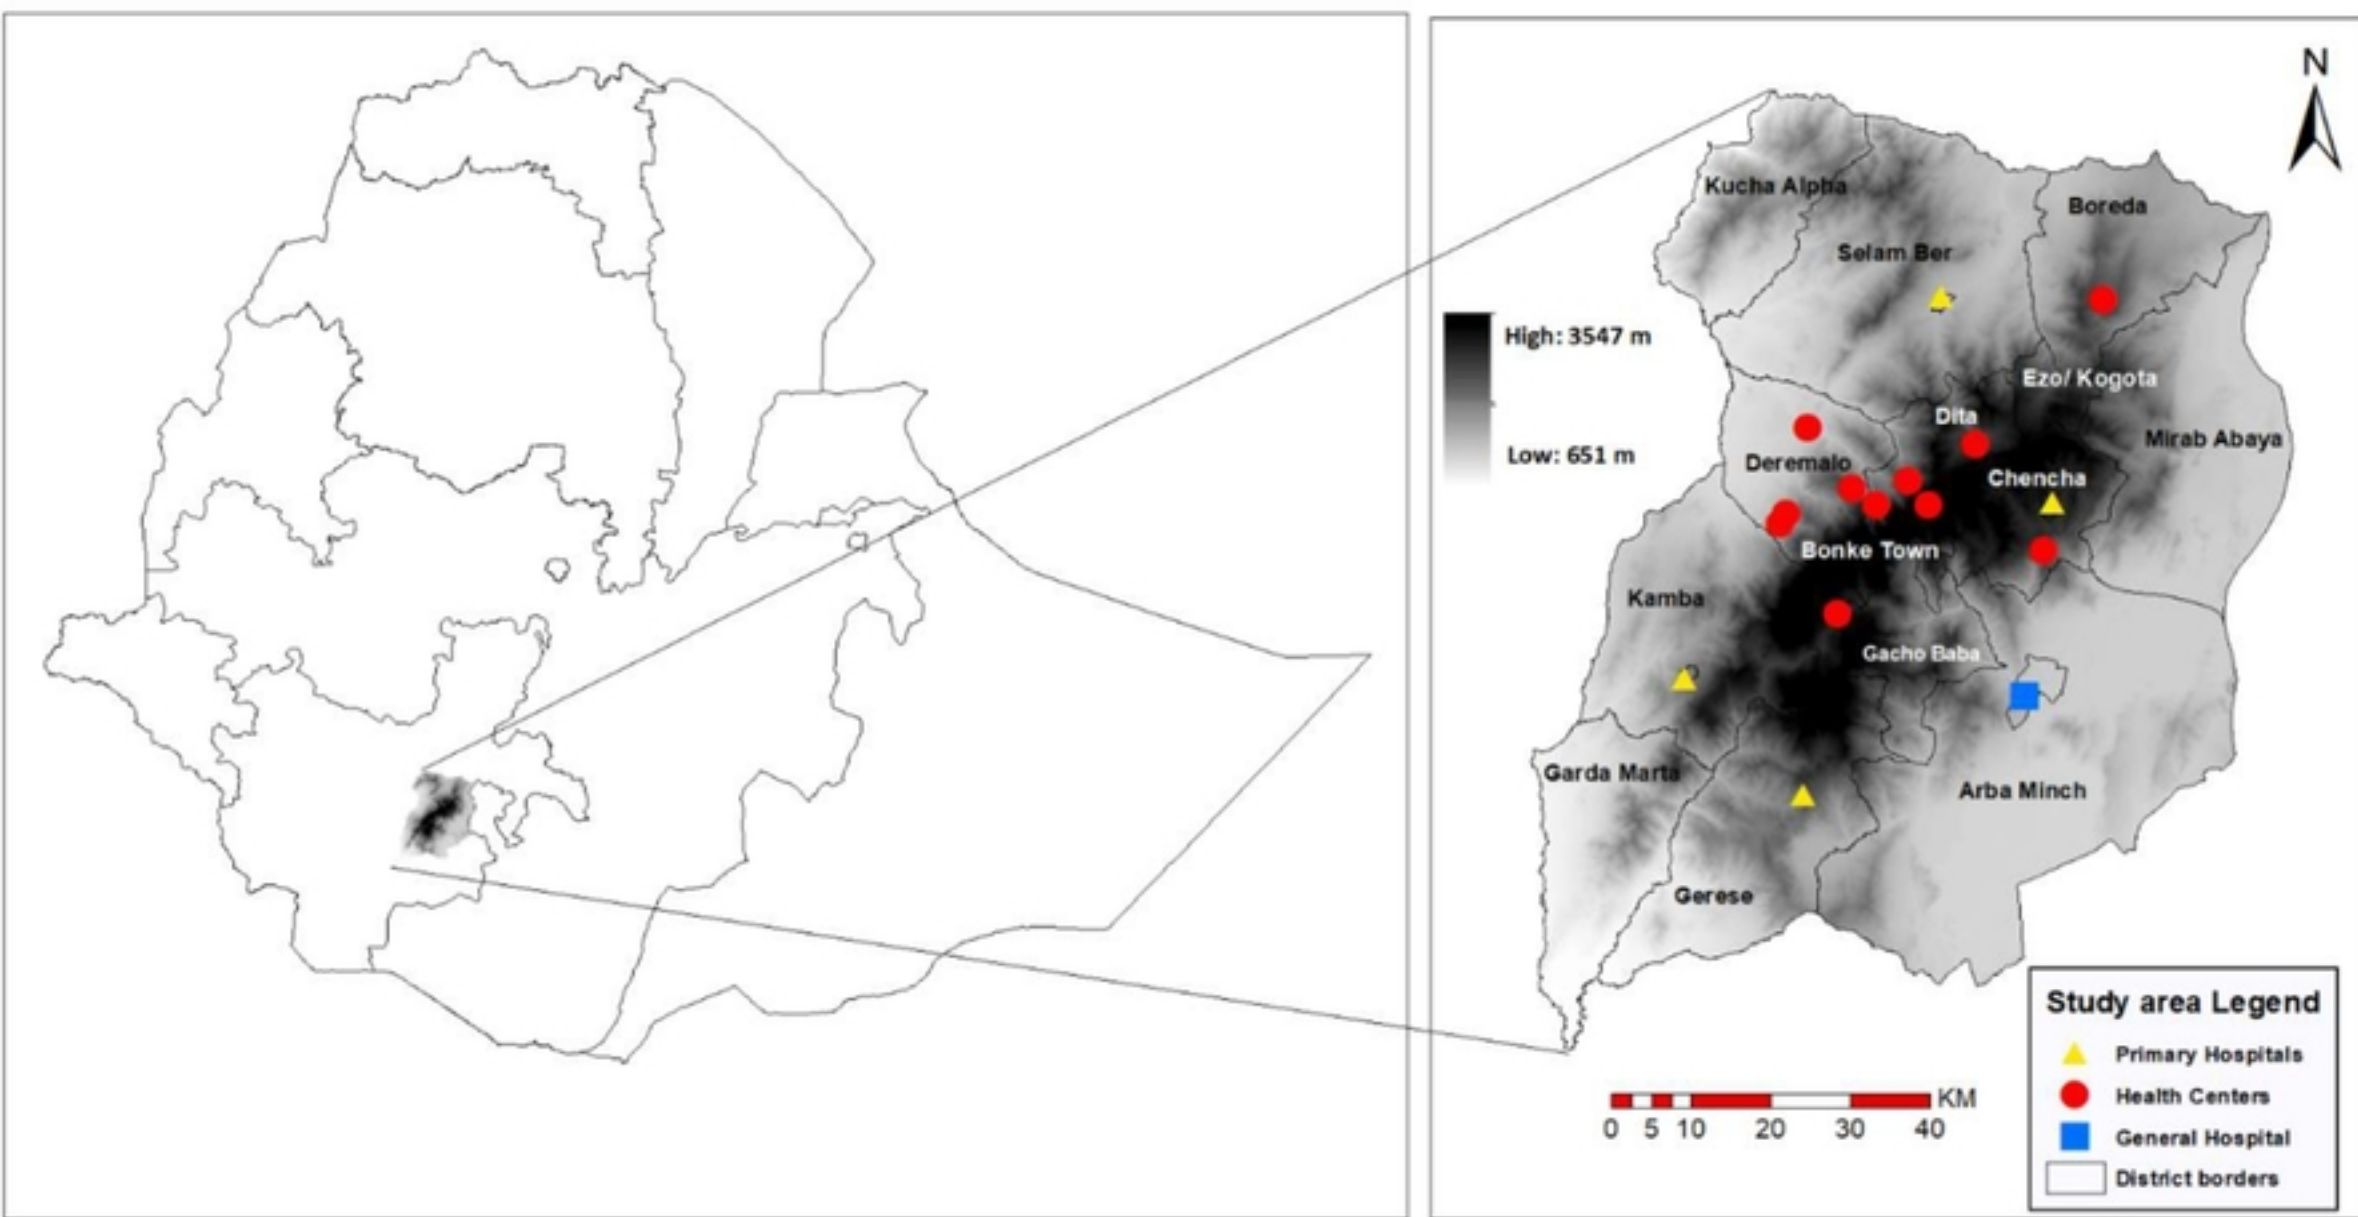 N
Kucha Alpha
Boreda
Selam Ber
High: 3547 m
Ezo/ Kogota
Dita
Mirab Abaya
Low: 651 m
Deremalo
Chencha
Bonke Town
Kamba
Gacho Baba
Garda Marta
Arba Minch
Gerese
Study area Legend
Primary Hospitals
Health Centers
General Hospital
District borders
KM
0 5 10 20 30 40